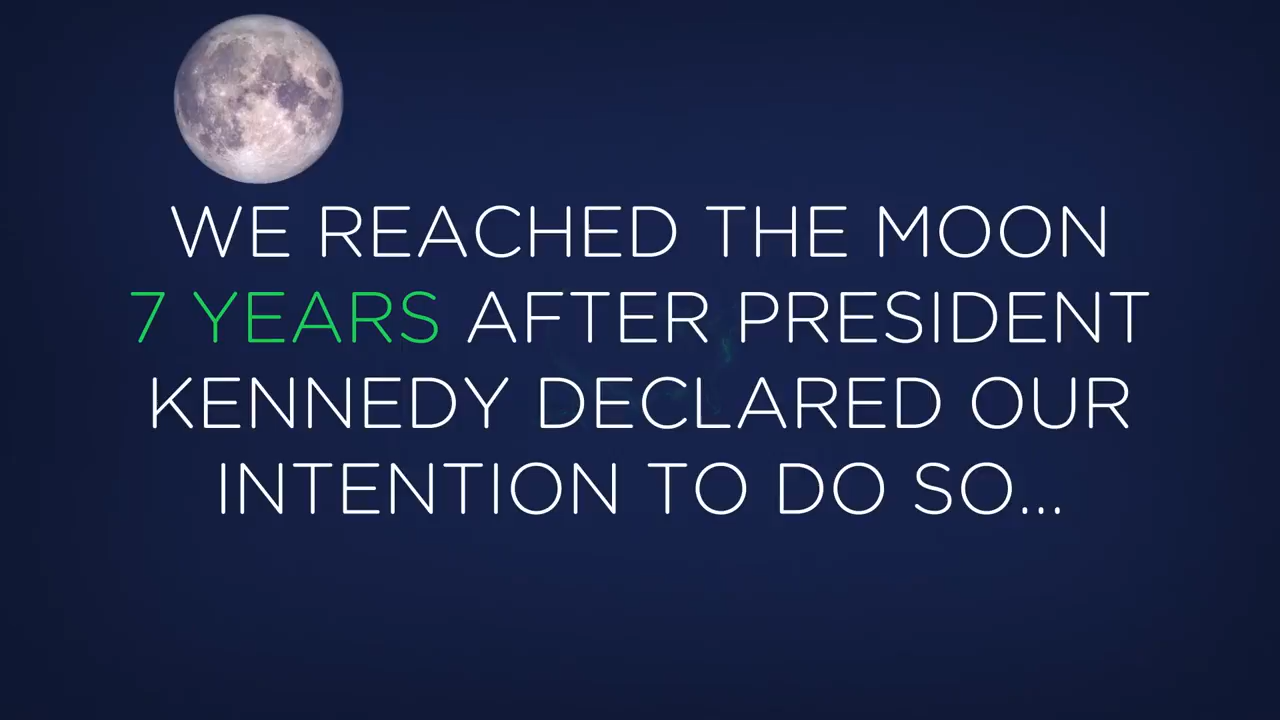 WE REACHED THE MOON
7 YEARS AFTER PRESIDENT
KENNEDY DECLARED OUR
INTENTION TO DO SO...